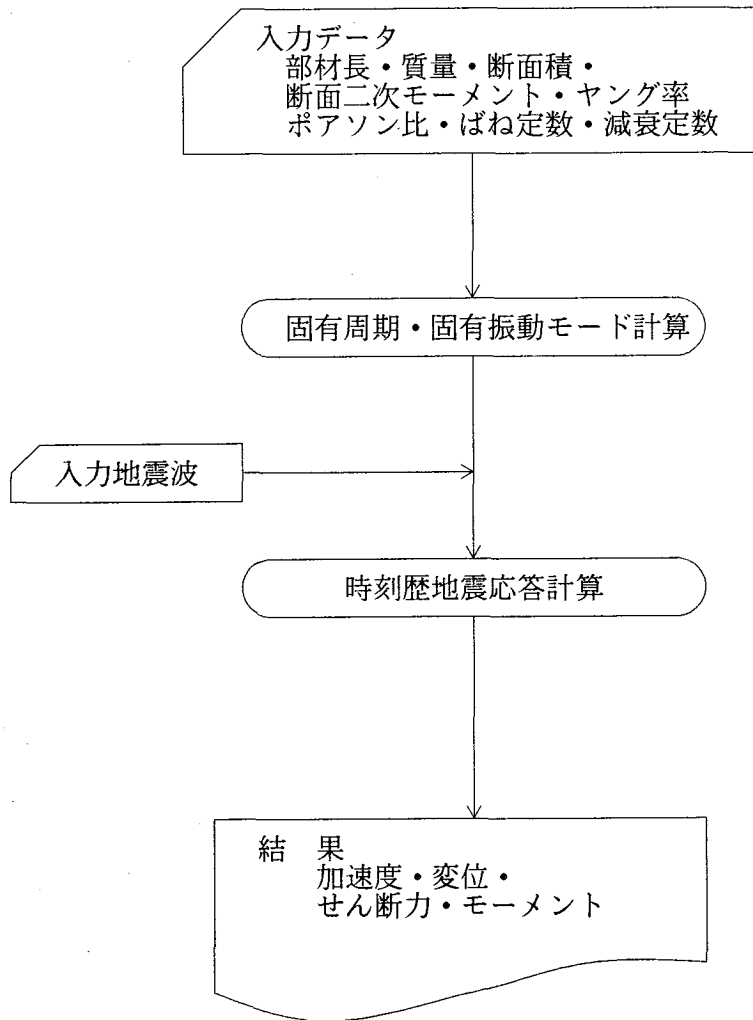 入力データ
部材長・質量・断面積・
断面二次モーメント・ヤング率
ポアソン比・ばね定数・減衰定数
固有周期・固有振動モード計算
入力地震波
時刻歴地震応答計算
結　果
加速度・変位・
せん断力・モーメント